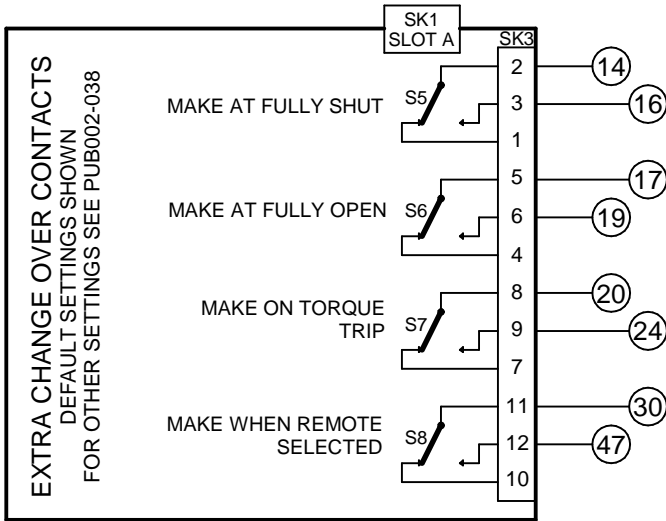 SK1
SLOT A
SK3
EXTRA CHANGE OVER CONTACTS
DEFAULT SETTINGS SHOWN
FOR OTHER SETTINGS SEE PUB002-038
MAKE AT FULLY SHUT
S5
2
14
3
16
1
MAKE AT FULLY OPEN
S6
5
17
6
19
4
MAKE ON TORQUE
TRIP
S7
8
20
9
24
7
MAKE WHEN REMOTE
SELECTED
S8
11
30
12
47
10